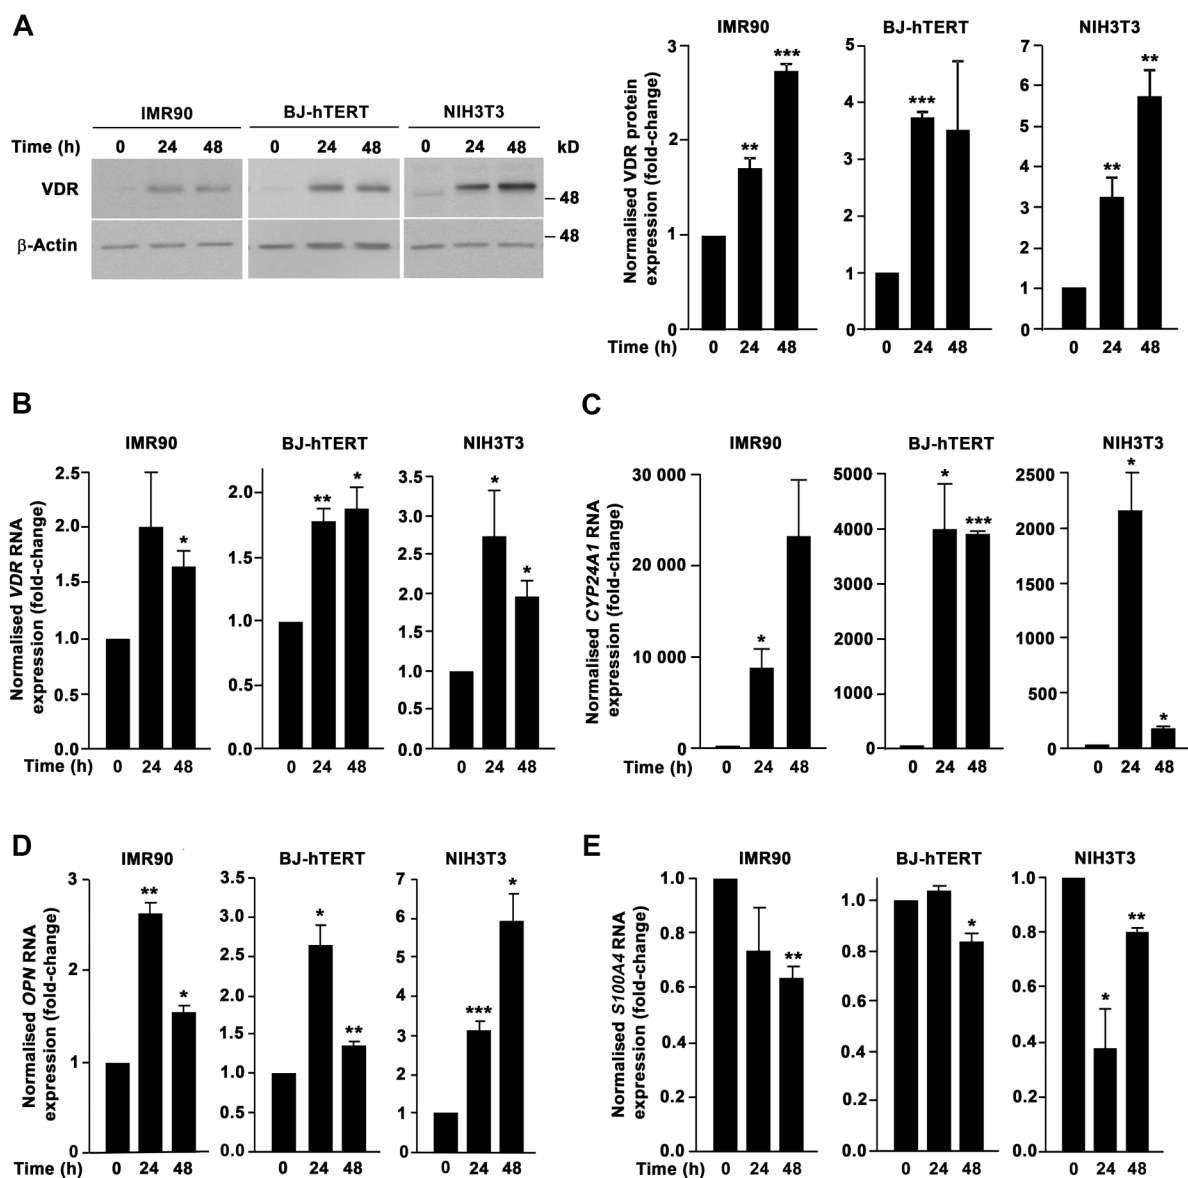 A
IMR90 BJ-hTERT NIH3T3
Time (h) 0 24 48 0 24 48 0 24 48 kD
VDR
48
β-Actin
48
Normalised VDR protein
expression (fold-change)
IMR90
3
2
1
0
Time (h) 0 24 48
** ***
BJ-hTERT
5
4
3
2
1
0
0 24 48
***
NIH3T3
7
6
5
4
3
2
1
0
0 24 48
** **
B
Normalised VDR RNA
expression (fold-change)
IMR90
2.5
2.0
1.5
1.0
0.5
0.0
Time (h) 0 24 48
*
BJ-hTERT
2.0
1.5
1.0
0.5
0.0
0 24 48
** *
NIH3T3
3.5
3.0
2.5
2.0
1.5
1.0
0.5
0.0
0 24 48
* *
C
Normalised CYP24A1 RNA
expression (fold-change)
IMR90
30 000
20 000
10 000
0
Time (h) 0 24 48
*
BJ-hTERT
5000
4000
3000
2000
1000
0
0 24 48
* ***
NIH3T3
2500
2000
1500
1000
500
0
0 24 48
* *
D
Normalised OPN RNA
expression (fold-change)
IMR90
3
2
1
0
Time (h) 0 24 48
** *
BJ-hTERT
3.5
3.0
2.5
2.0
1.5
1.0
0.5
0.0
0 24 48
* **
NIH3T3
7
6
5
4
3
2
1
0
0 24 48
*** *
E
Normalised S100A4 RNA
expression (fold-change)
IMR90
1.0
0.8
0.6
0.4
0.2
0.0
Time (h) 0 24 48
**
BJ-hTERT
1.0
0.8
0.6
0.4
0.2
0.0
0 24 48
*
NIH3T3
1.0
0.8
0.6
0.4
0.2
0.0
0 24 48
* **